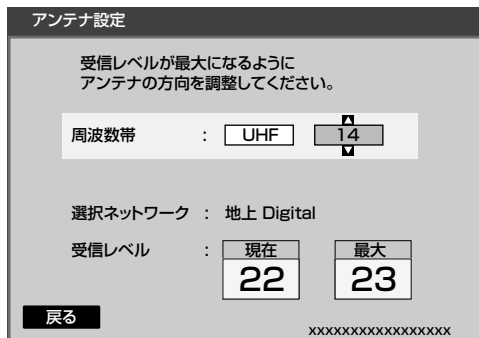 アンテナ設定
受信レベルが最大になるように
アンテナの方向を調整してください。
周波数帯 : UHF 14
選択ネットワーク : 地上 Digital
受信レベル : 現在 最大
22 23
戻る
xxxxxxxxxxxxxxxxx